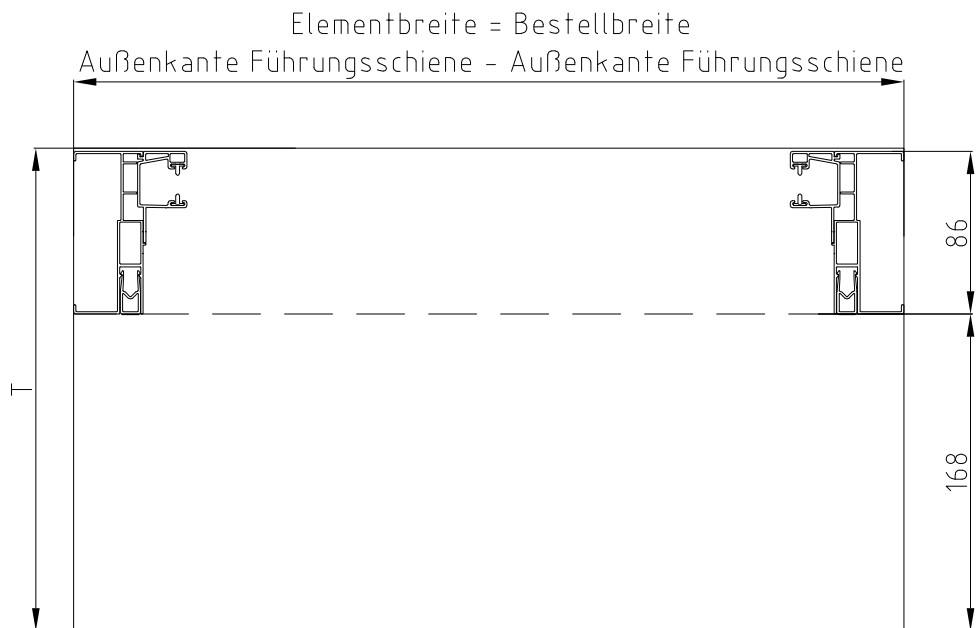 Elementbreite = Bestellbreite
Außenkante Führungsschiene - Außenkante Führungsschiene
86
T
168